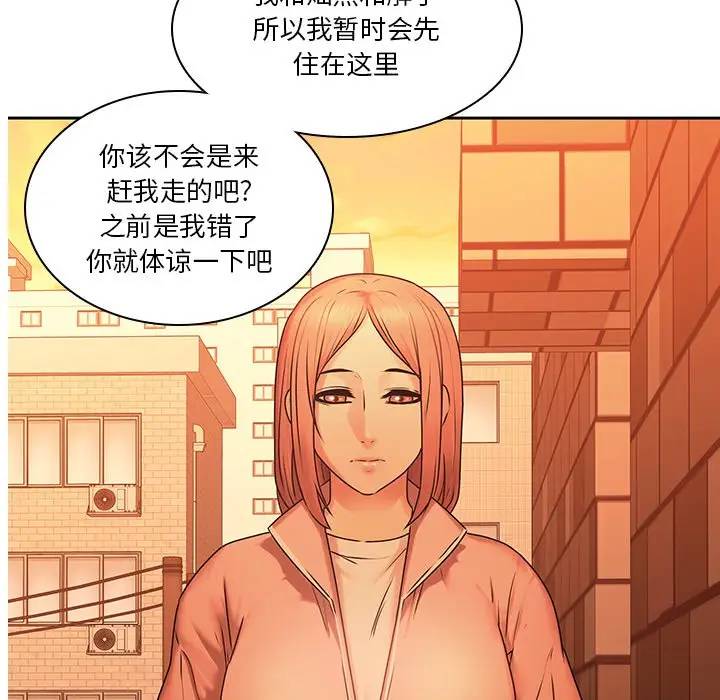 所以我暂时会先
住在这里
你该不会是来
赶我走的吧?
之前是我错了
你就体谅一下吧